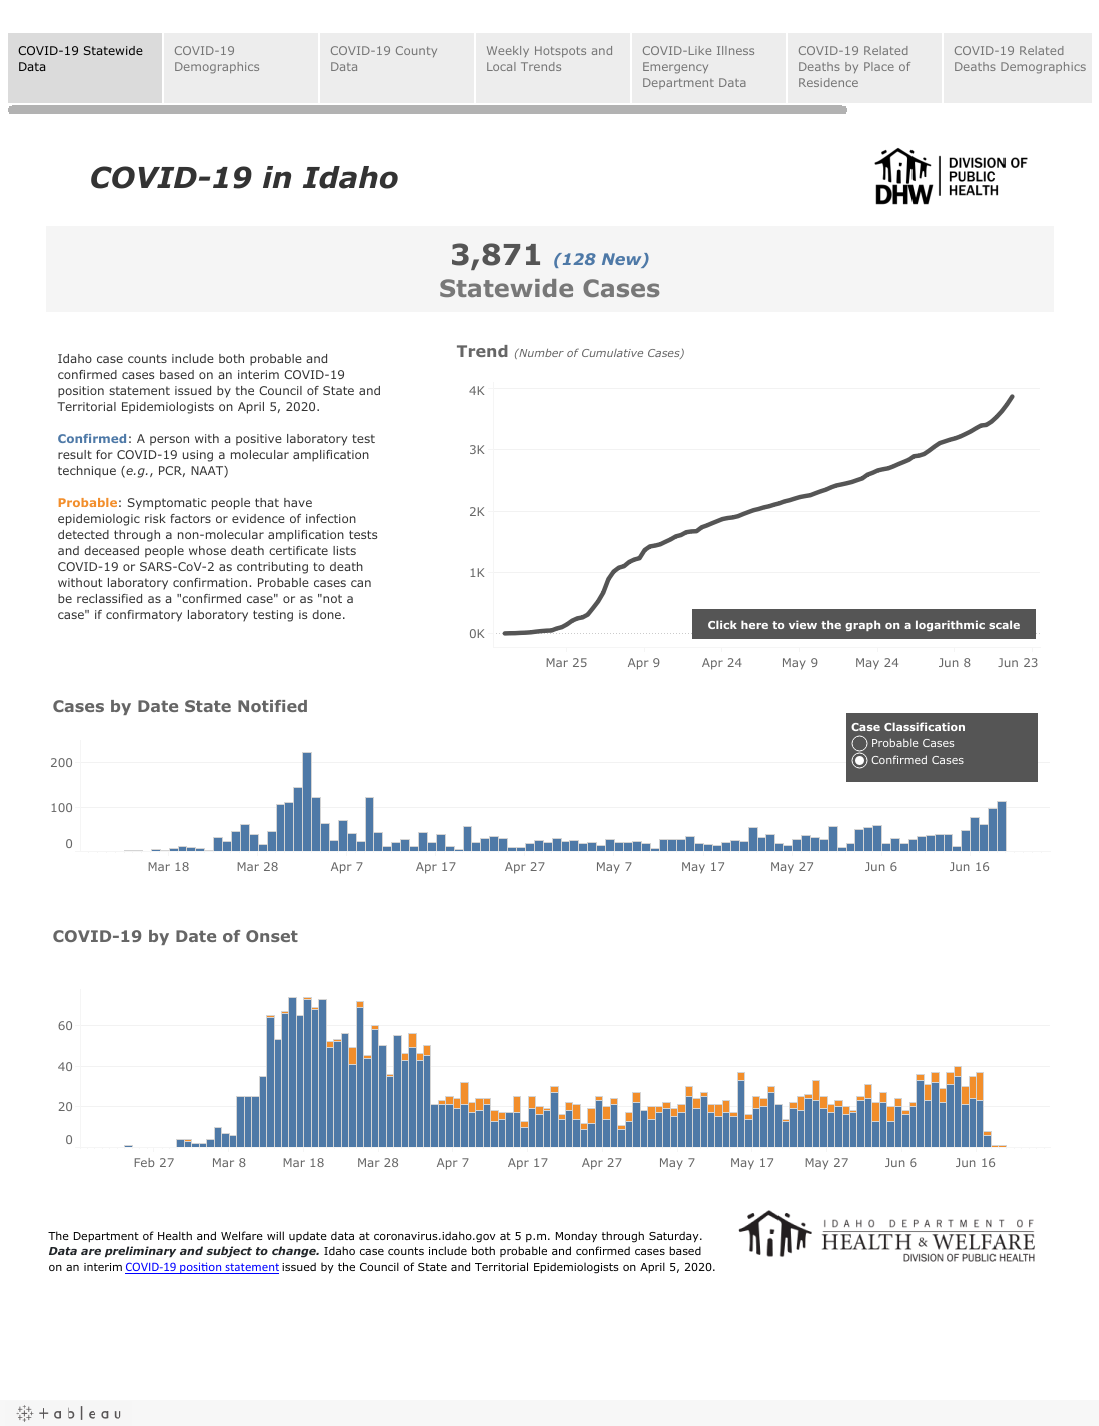 COVID-19 Statewide
Data
COVID-19
Demographics
COVID-19 County
Data
Weekly Hotspots and
Local Trends
COVID-Like Illness
Emergency
Department Data
COVID-19 Related
Deaths by Place of
Residence
COVID-19 Related
Deaths Demographics
COVID-19 in Idaho
DHW
DIVISION OF
PUBLIC
HEALTH
3,871 (128 New)
Statewide Cases
Idaho case counts include both probable and
confirmed cases based on an interim COVID-19
position statement issued by the Council of State and
Territorial Epidemiologists on April 5, 2020.
Confirmed: A person with a positive laboratory test
result for COVID-19 using a molecular amplification
technique (e.g., PCR, NAAT)
Probable: Symptomatic people that have
epidemiologic risk factors or evidence of infection
detected through a non-molecular amplification tests
and deceased people whose death certificate lists
COVID-19 or SARS-CoV-2 as contributing to death
without laboratory confirmation. Probable cases can
be reclassified as a "confirmed case" or as "not a
case" if confirmatory laboratory testing is done.
Trend (Number of Cumulative Cases)
4K
3K
2K
1K
0K
Click here to view the graph on a logarithmic scale
Mar 25 Apr 9 Apr 24 May 9 May 24 Jun 8 Jun 23
Cases by Date State Notified
Case Classification
Probable Cases
Confirmed Cases
200
100
0
Mar 18 Mar 28 Apr 7 Apr 17 Apr 27 May 7 May 17 May 27 Jun 6 Jun 16
COVID-19 by Date of Onset
60
40
20
0
Feb 27 Mar 8 Mar 18 Mar 28 Apr 7 Apr 17 Apr 27 May 7 May 17 May 27 Jun 6 Jun 16
The Department of Health and Welfare will update data at coronavirus.idaho.gov at 5 p.m. Monday through Saturday.
Data are preliminary and subject to change. Idaho case counts include both probable and confirmed cases based
on an interim COVID-19 position statement issued by the Council of State and Territorial Epidemiologists on April 5, 2020.
IDAHO DEPARTMENT OF
HEALTH & WELFARE
DIVISION OF PUBLIC HEALTH
+ableau